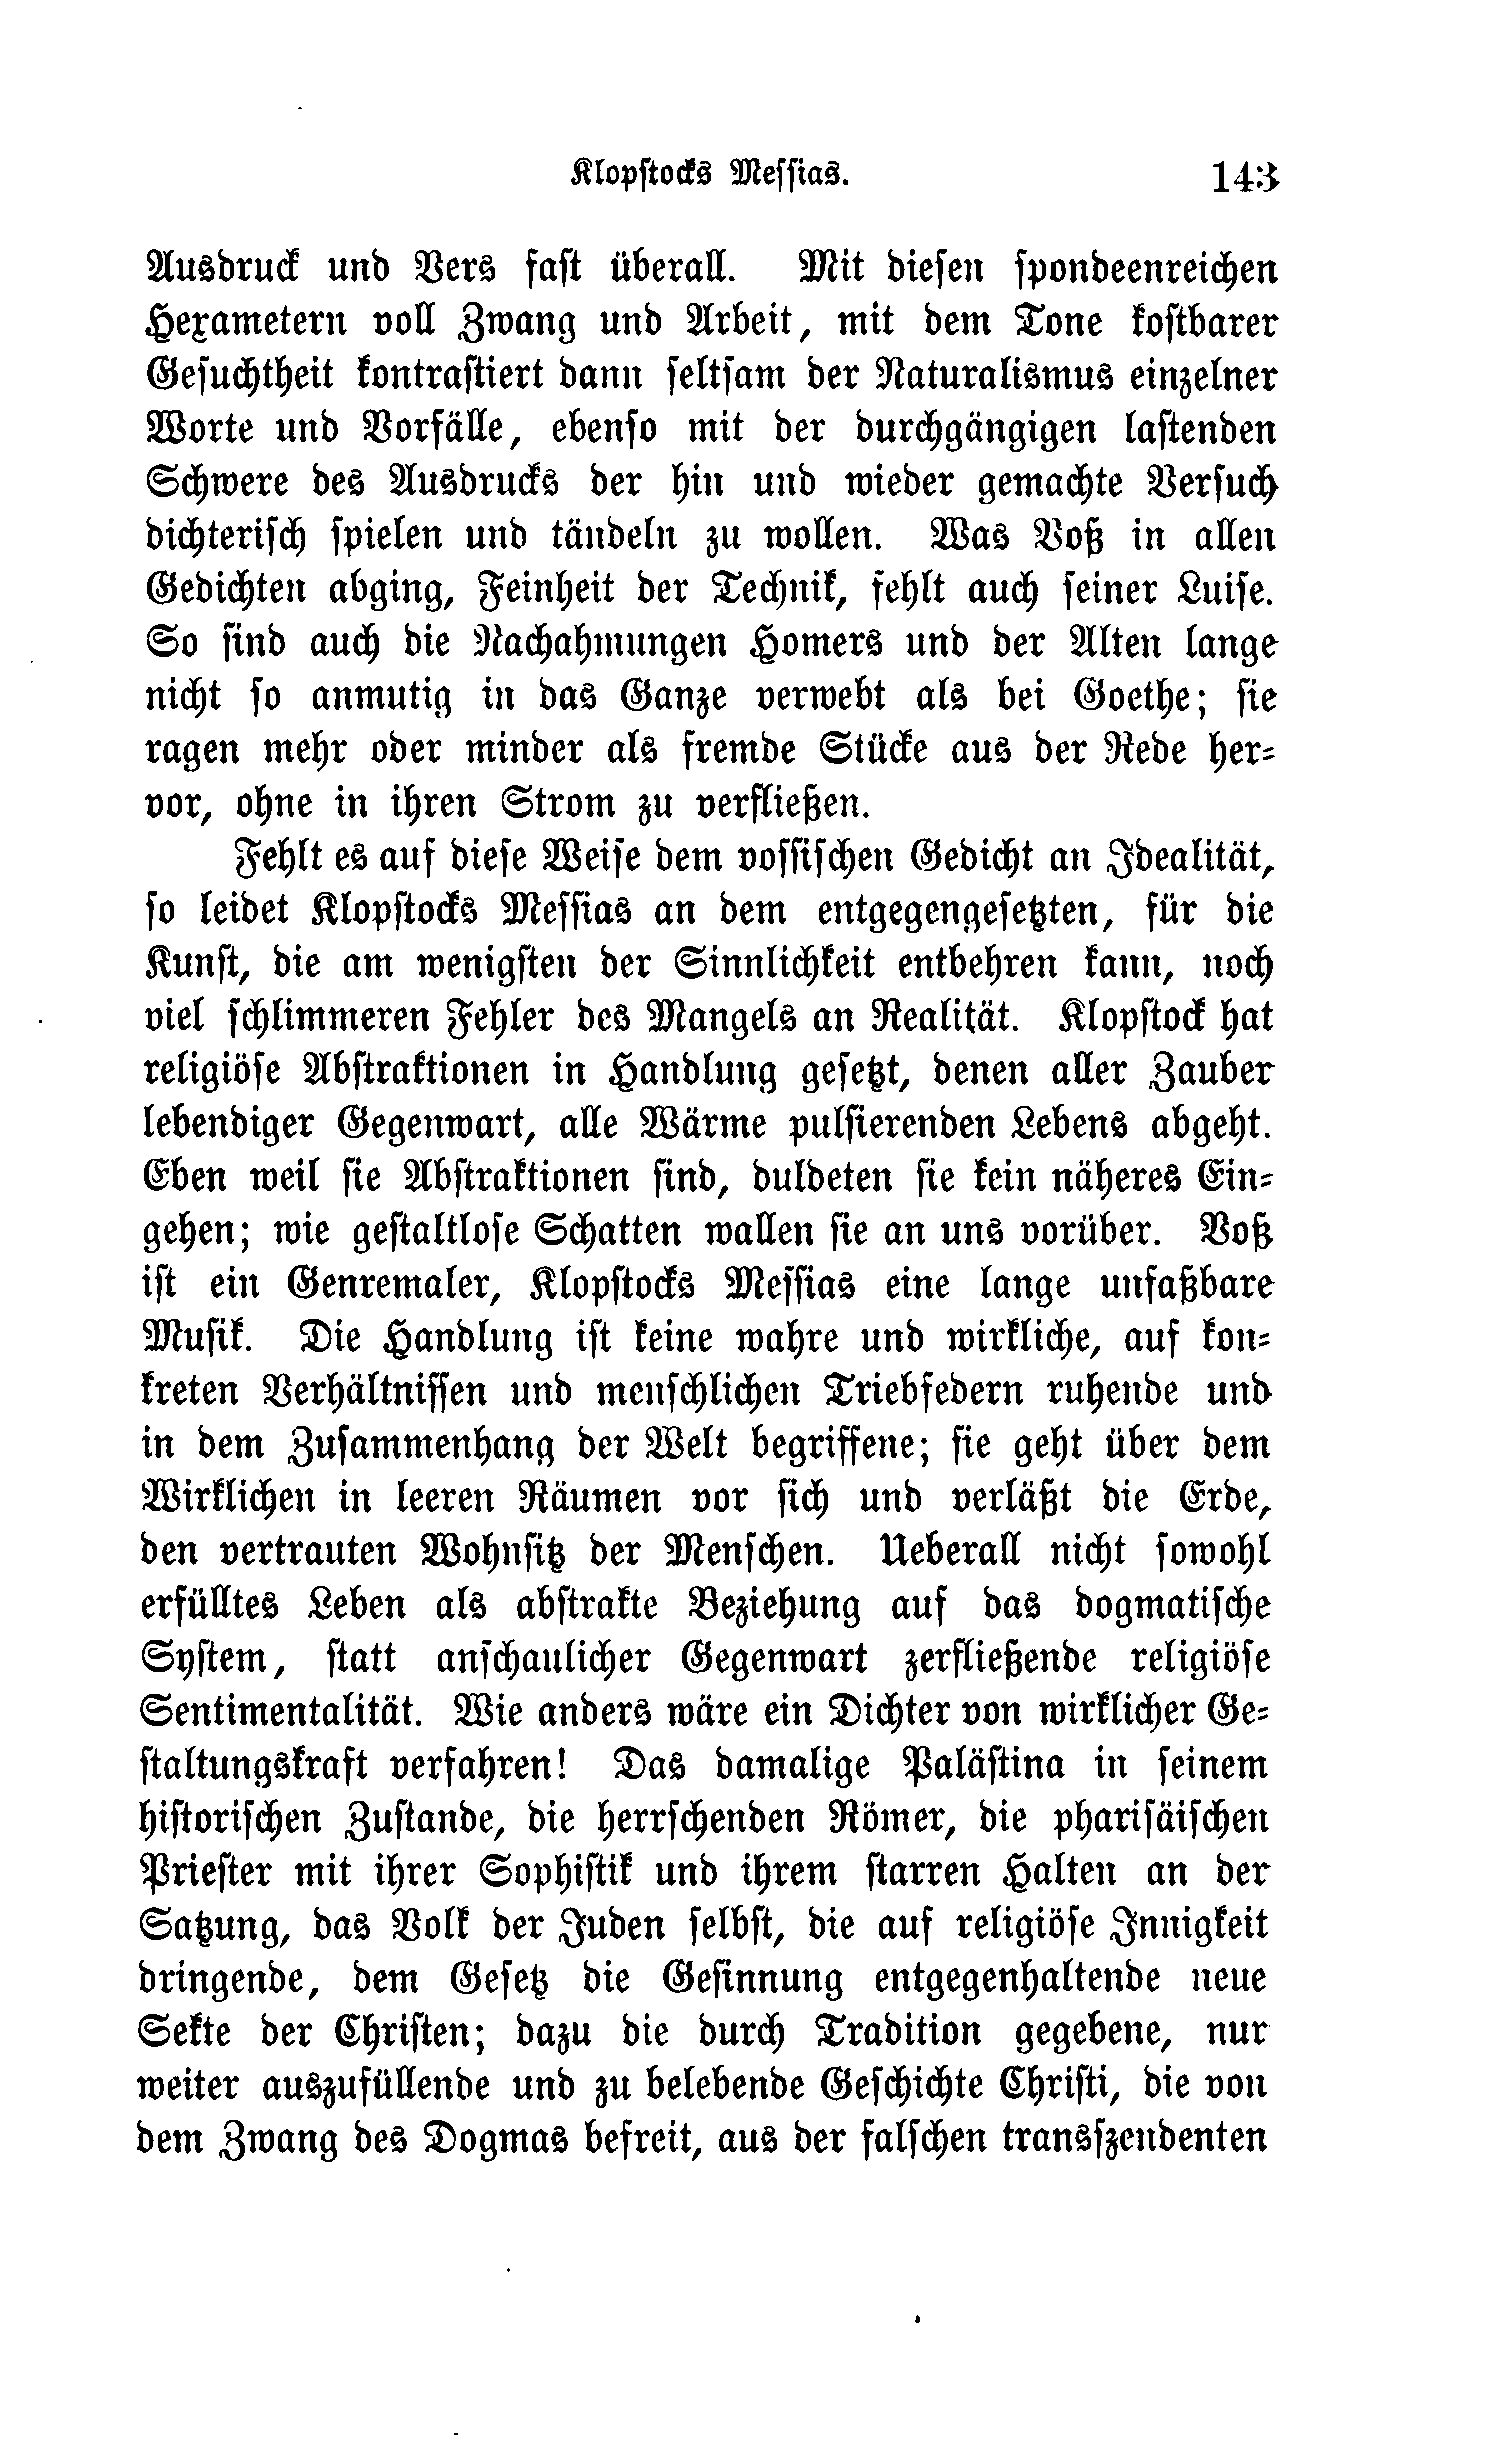 Klopſtocks Meſſias. 143
Ausdruck und Vers faſt überall. Mit dieſen ſpondeenreichen
Hexametern voll Zwang und Arbeit, mit dem Tone koſtbarer
Geſuchtheit kontraſtiert dann ſeltſam der Naturalismus einzelner
Worte und Vorfälle, ebenſo mit der durchgängigen laſtenden
Schwere des Ausdrucks der hin und wieder gemachte Verſuch
dichteriſch ſpielen und tändeln zu wollen. Was Voß in allen
Gedichten abging, Feinheit der Technik, fehlt auch ſeiner Luiſe.
So ſind auch die Nachahmungen Homers und der Alten lange
nicht ſo anmutig in das Ganze verwebt als bei Goethe; ſie
ragen mehr oder minder als fremde Stücke aus der Rede her-
vor, ohne in ihren Strom zu verfließen.
Fehlt es auf dieſe Weiſe dem voſſiſchen Gedicht an Idealität,
ſo leidet Klopſtocks Meſſias an dem entgegengeſetzten, für die
Kunſt, die am wenigſten der Sinnlichkeit entbehren kann, noch
viel ſchlimmeren Fehler des Mangels an Realität. Klopſtock hat
religiöſe Abſtraktionen in Handlung geſetzt, denen aller Zauber
lebendiger Gegenwart, alle Wärme pulſierenden Lebens abgeht.
Eben weil ſie Abſtraktionen ſind, duldeten ſie kein näheres Ein-
gehen; wie geſtaltloſe Schatten wallen ſie an uns vorüber. Voß
iſt ein Genremaler, Klopſtocks Meſſias eine lange unfaßbare
Muſik. Die Handlung iſt keine wahre und wirkliche, auf kon-
kreten Verhältniſſen und menſchlichen Triebfedern ruhende und
in dem Zuſammenhang der Welt begriffene; ſie geht über dem
Wirklichen in leeren Räumen vor ſich und verläßt die Erde,
den vertrauten Wohnſitz der Menſchen. Ueberall nicht ſowohl
erfülltes Leben als abſtrakte Beziehung auf das dogmatiſche
Syſtem, ſtatt anſchaulicher Gegenwart zerfließende religiöſe
Sentimentalität. Wie anders wäre ein Dichter von wirklicher Ge-
ſtaltungskraft verfahren! Das damalige Paläſtina in ſeinem
hiſtoriſchen Zuſtande, die herrſchenden Römer, die phariſäiſchen
Prieſter mit ihrer Sophiſtik und ihrem ſtarren Halten an der
Satzung, das Volk der Juden ſelbſt, die auf religiöſe Innigkeit
dringende, dem Geſetz die Geſinnung entgegenhaltende neue
Sekte der Chriſten; dazu die durch Tradition gegebene, nur
weiter auszufüllende und zu belebende Geſchichte Chriſti, die von
dem Zwang des Dogmas befreit, aus der falſchen transſzendenten